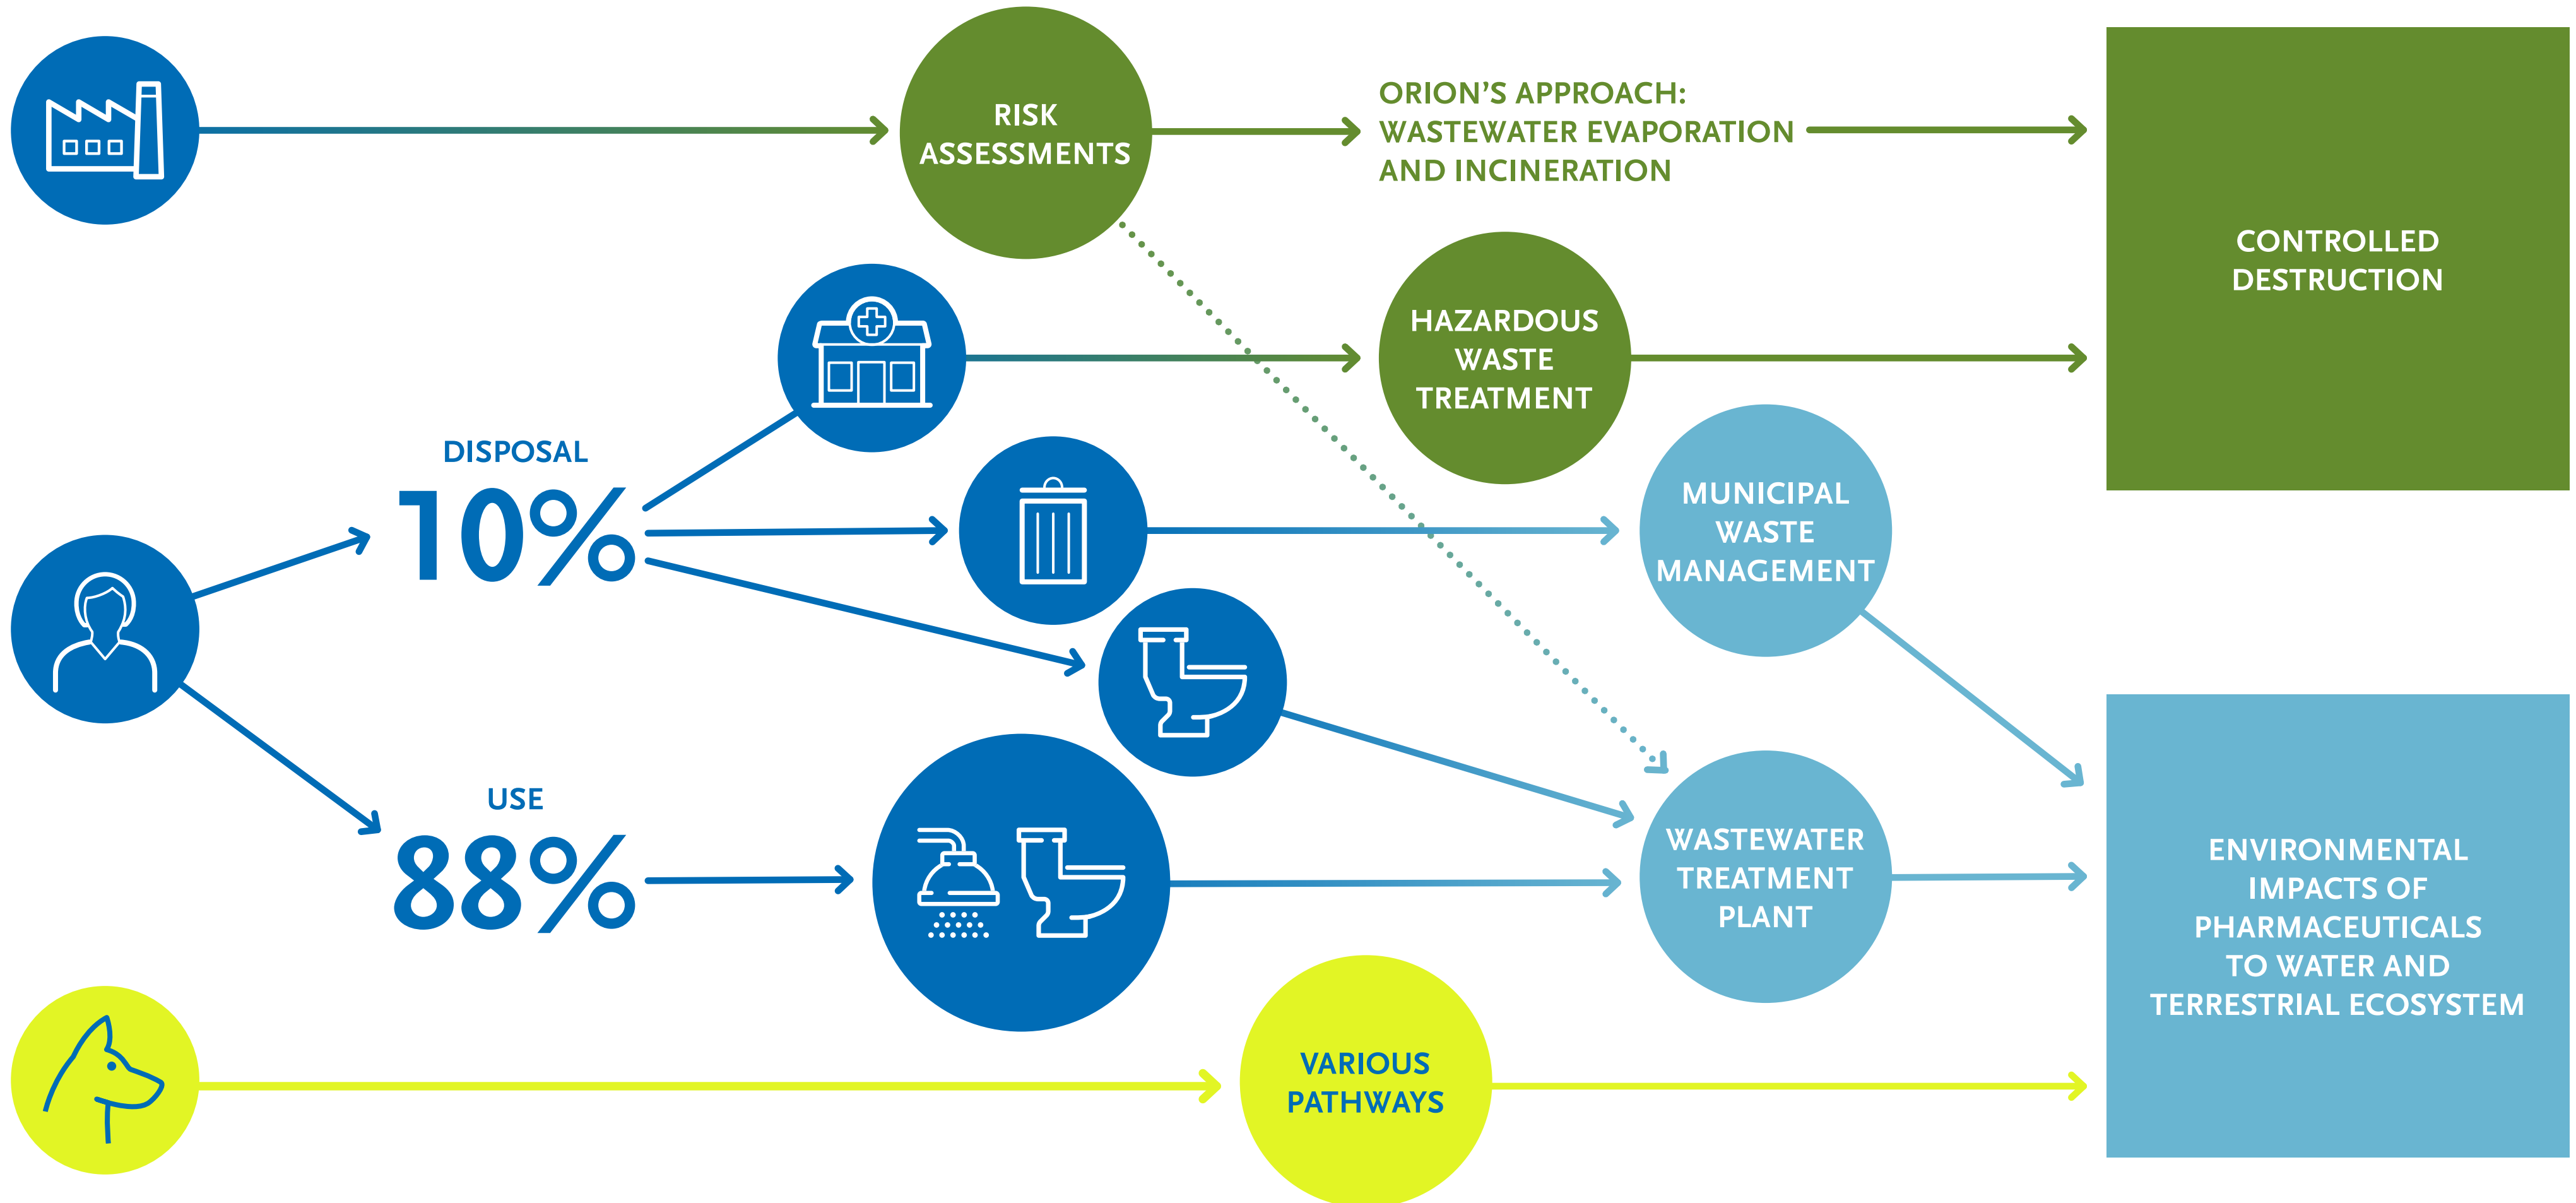 RISK
ASSESSMENTS
ORION’S APPROACH:
WASTEWATER EVAPORATION
AND INCINERATION
CONTROLLED
DESTRUCTION
HAZARDOUS
WASTE
TREATMENT
DISPOSAL
10%
MUNICIPAL
WASTE
MANAGEMENT
USE
88%
WASTEWATER
TREATMENT
PLANT
ENVIRONMENTAL
IMPACTS OF
PHARMACEUTICALS
TO WATER AND
TERRESTRIAL ECOSYSTEM
VARIOUS
PATHWAYS